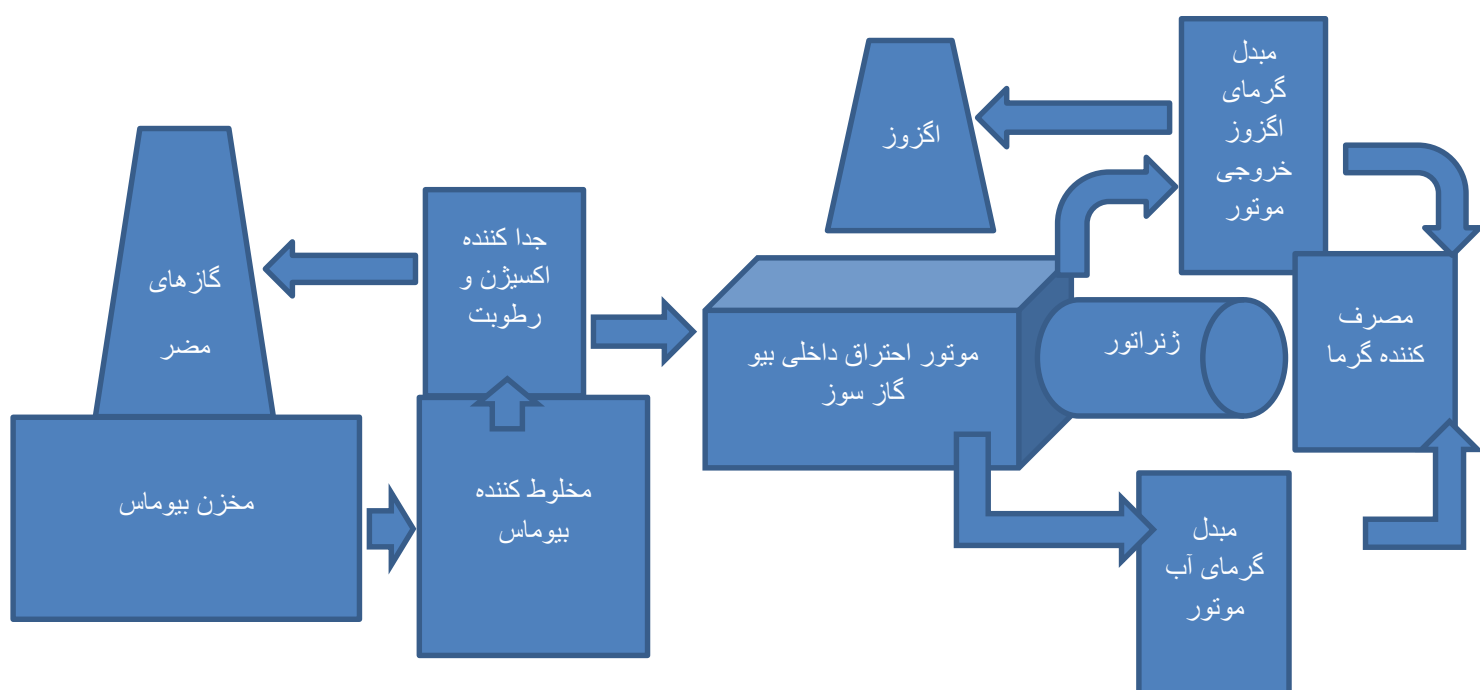 گازهای
مضر
مخزن بیوماس
جدا کننده
اکسیژن و
رطوبت
مخلوط کننده
بیوماس
موتور احتراق داخلی بیو
گاز سوز
ژنراتور
اگزوز
مبدل
گرمای
اگزوز
خروجی
موتور
مصرف
کننده گرما
مبدل
گرمای آب
موتور